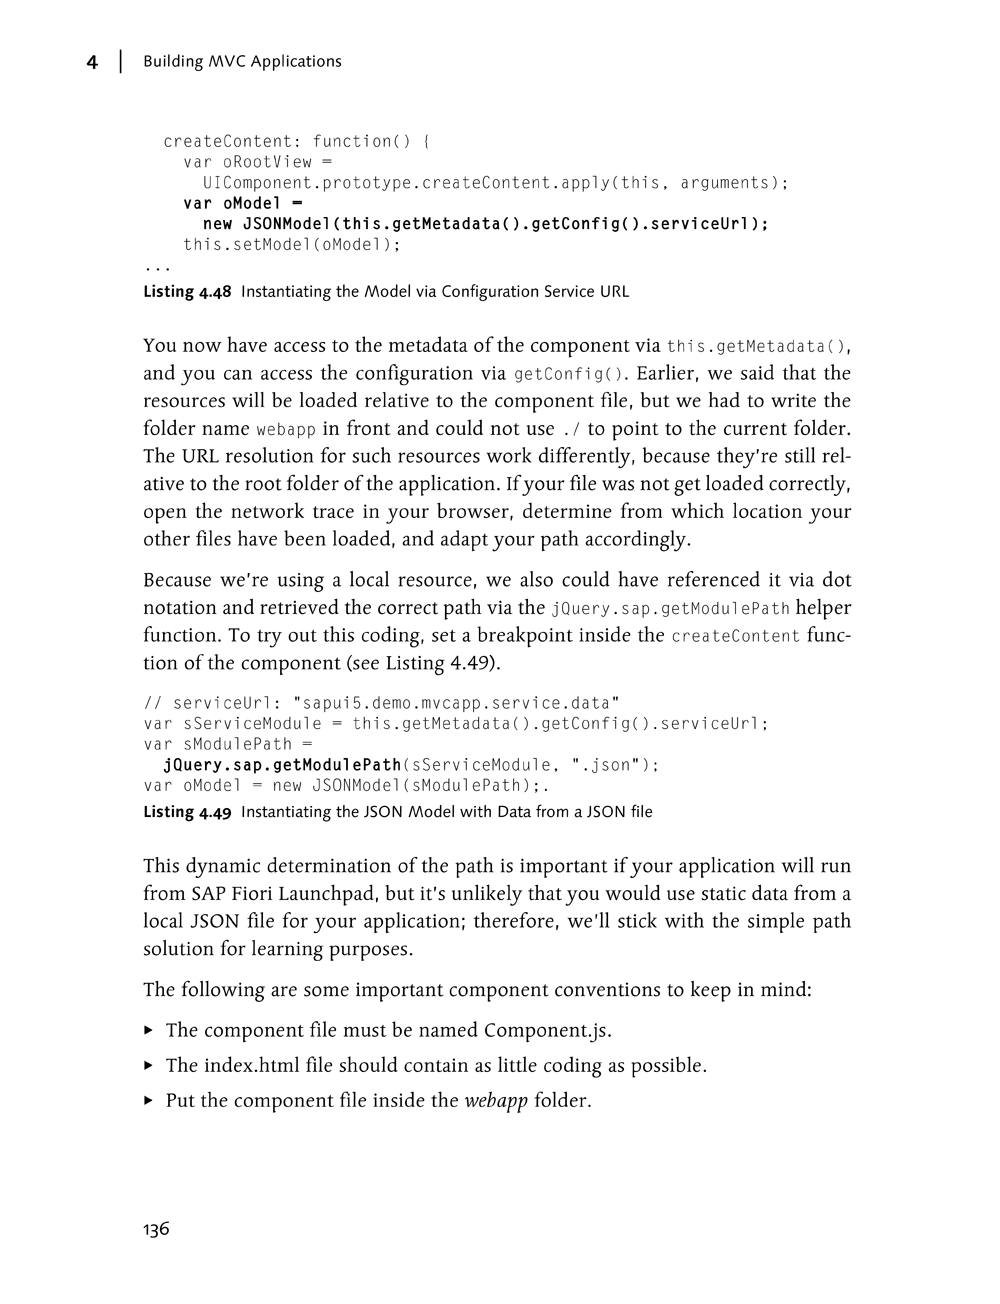 4 | Building MVC Applications
createContent: function() {
var oRootView =
UIComponent.prototype.createContent.apply(this, arguments);
var oModel =
new JSONModel(this.getMetadata().getConfig().serviceUrl);
this.setModel(oModel);
...
Listing 4.48 Instantiating the Model via Configuration Service URL
You now have access to the metadata of the component via this.getMetadata(),
and you can access the configuration via getConfig(). Earlier, we said that the
resources will be loaded relative to the component file, but we had to write the
folder name webapp in front and could not use ./ to point to the current folder.
The URL resolution for such resources work differently, because they're still rel-
ative to the root folder of the application. If your file was not get loaded correctly,
open the network trace in your browser, determine from which location your
other files have been loaded, and adapt your path accordingly.
Because we're using a local resource, we also could have referenced it via dot
notation and retrieved the correct path via the jQuery.sap.getModulePath helper
function. To try out this coding, set a breakpoint inside the createContent func-
tion of the component (see Listing 4.49).
// serviceUrl: "sapui5.demo.mvcapp.service.data"
var sServiceModule = this.getMetadata().getConfig().serviceUrl;
var sModulePath =
jQuery.sap.getModulePath(sServiceModule, ".json");
var oModel = new JSONModel(sModulePath);.
Listing 4.49 Instantiating the JSON Model with Data from a JSON file
This dynamic determination of the path is important if your application will run
from SAP Fiori Launchpad, but it's unlikely that you would use static data from a
local JSON file for your application; therefore, we'll stick with the simple path
solution for learning purposes.
The following are some important component conventions to keep in mind:
▶ The component file must be named Component.js.
▶ The index.html file should contain as little coding as possible.
▶ Put the component file inside the webapp folder.
136